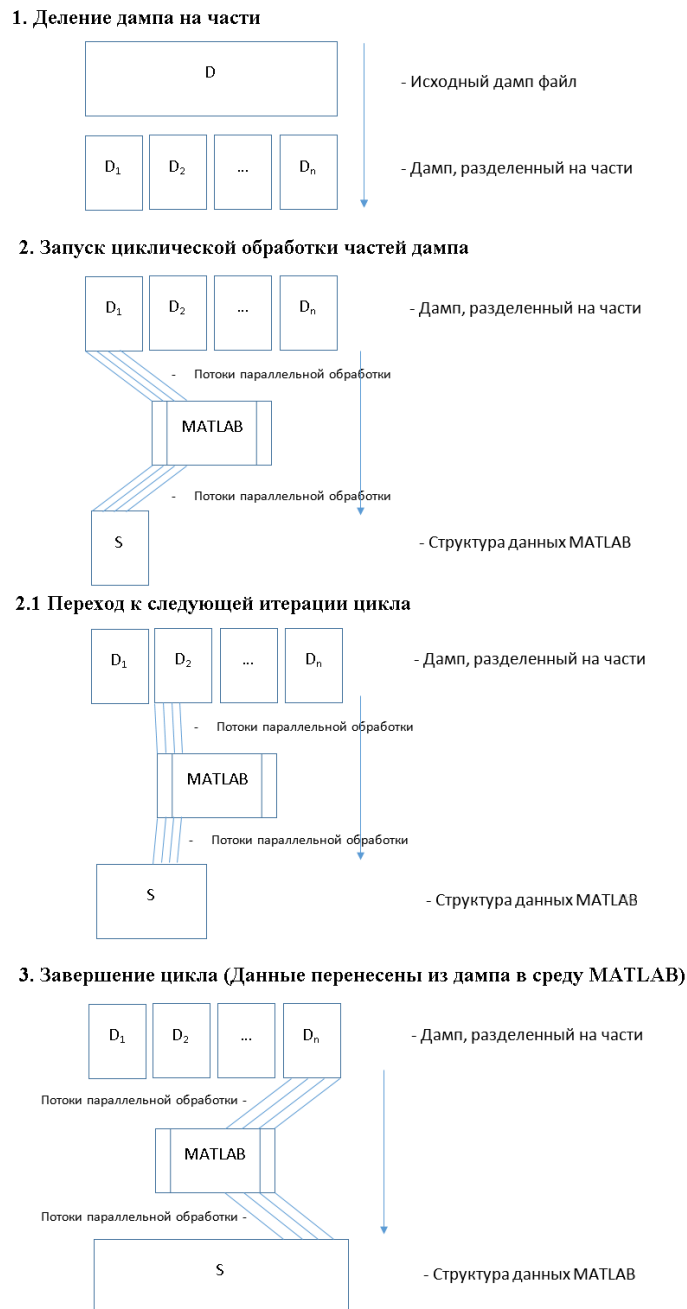 1. Деление дампа на части
D
- Исходный дамп файл
D₁ D₂ ... Dₙ
- Дамп, разделенный на части
2. Запуск циклической обработки частей дампа
D₁ D₂ ... Dₙ
- Дамп, разделенный на части
- Потоки параллельной обработки
MATLAB
- Потоки параллельной обработки
S
- Структура данных MATLAB
2.1 Переход к следующей итерации цикла
D₁ D₂ ... Dₙ
- Дамп, разделенный на части
- Потоки параллельной обработки
MATLAB
- Потоки параллельной обработки
S
- Структура данных MATLAB
3. Завершение цикла (Данные перенесены из дампа в среду MATLAB)
D₁ D₂ ... Dₙ
- Дамп, разделенный на части
Потоки параллельной обработки -
MATLAB
Потоки параллельной обработки -
S
- Структура данных MATLAB